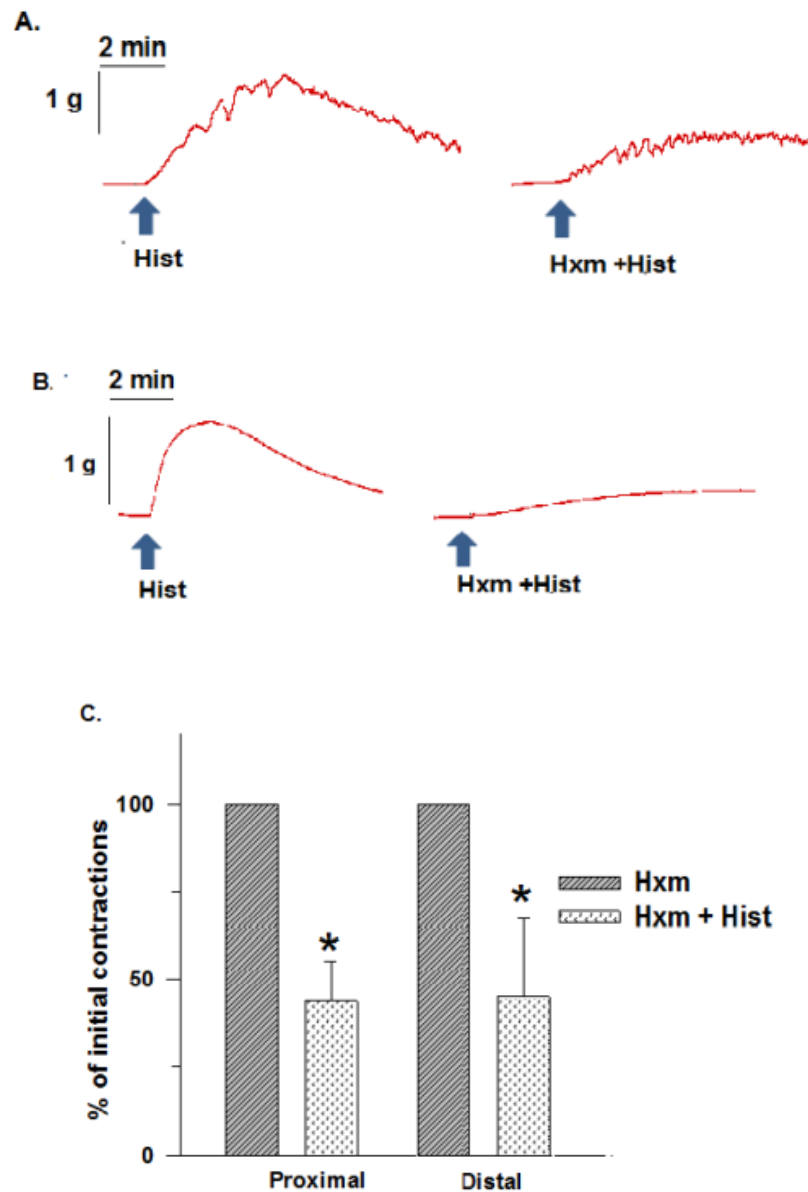 A.
2 min
1 g
Hist
Hxm +Hist
B.
2 min
1 g
Hist
Hxm +Hist
C.
% of initial contractions
100
50
0
Proximal
Distal
Hxm
*
Hxm + Hist
*